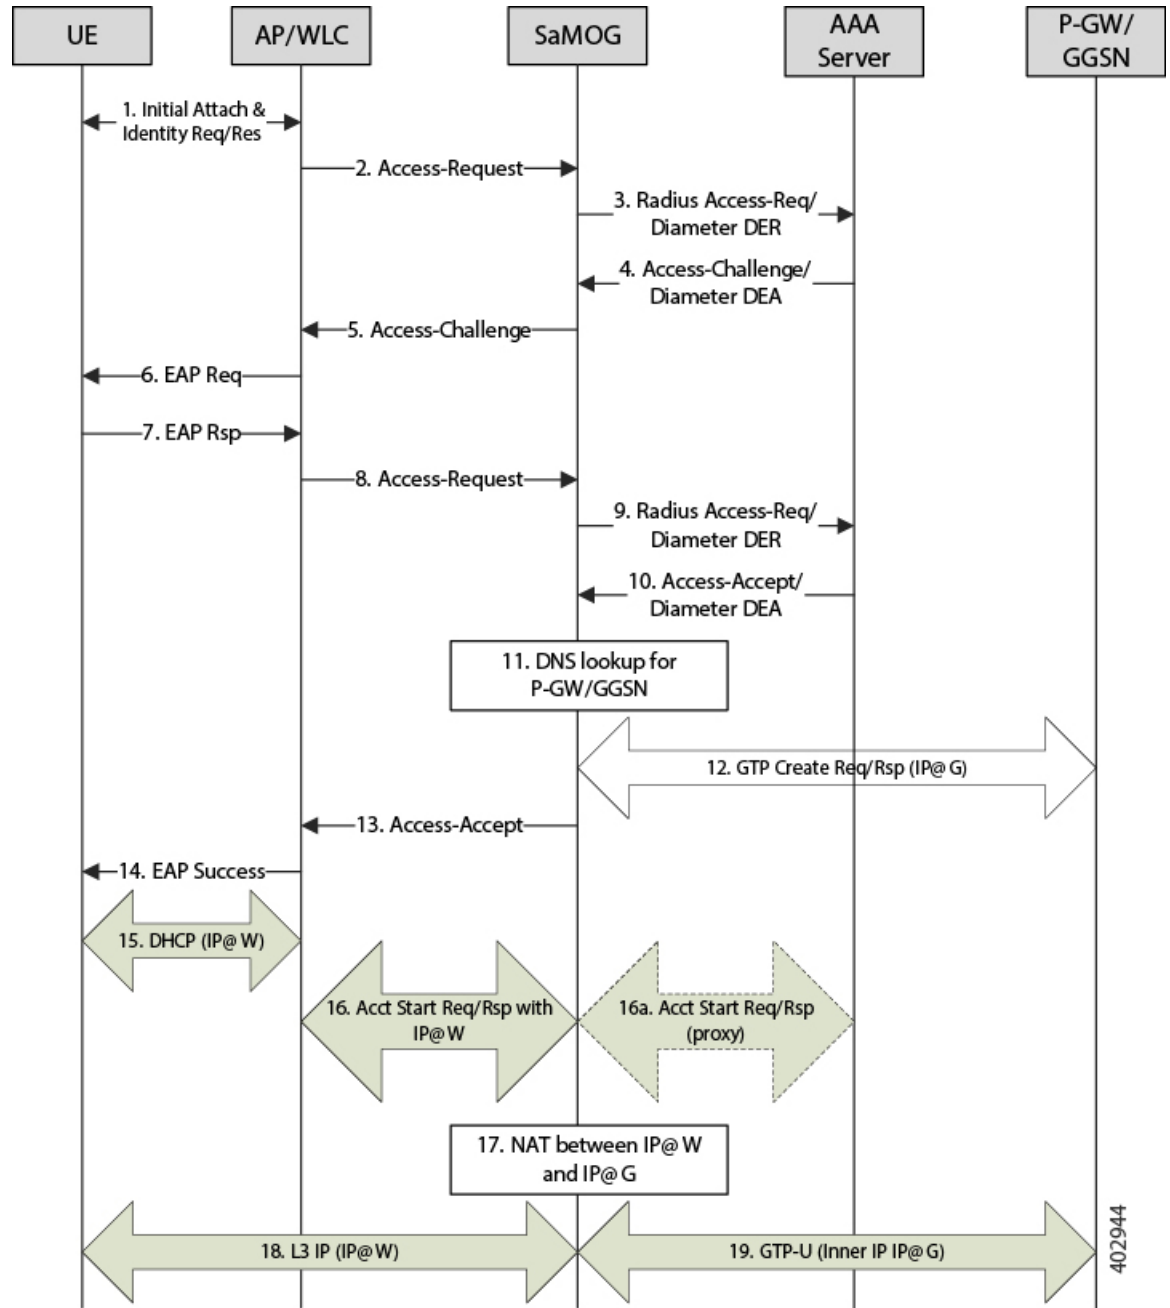 UE
AP/WLC
SaMOG
AAA
Server
P-GW/
GGSN
1. Initial Attach &
Identity Req/Res
2. Access-Request
3. Radius Access-Req/
Diameter DER
4. Access-Challenge/
Diameter DEA
5. Access-Challenge
6. EAP Req
7. EAP Rsp
8. Access-Request
9. Radius Access-Req/
Diameter DER
10. Access-Accept/
Diameter DEA
11. DNS lookup for
P-GW/GGSN
12. GTP Create Req/Rsp (IP@G)
13. Access-Accept
14. EAP Success
15. DHCP (IP@W)
16. Acct Start Req/Rsp with
IP@W
16a. Acct Start Req/Rsp
(proxy)
17. NAT between IP@W
and IP@G
18. L3 IP (IP@W)
19. GTP-U (Inner IP IP@G)
402944